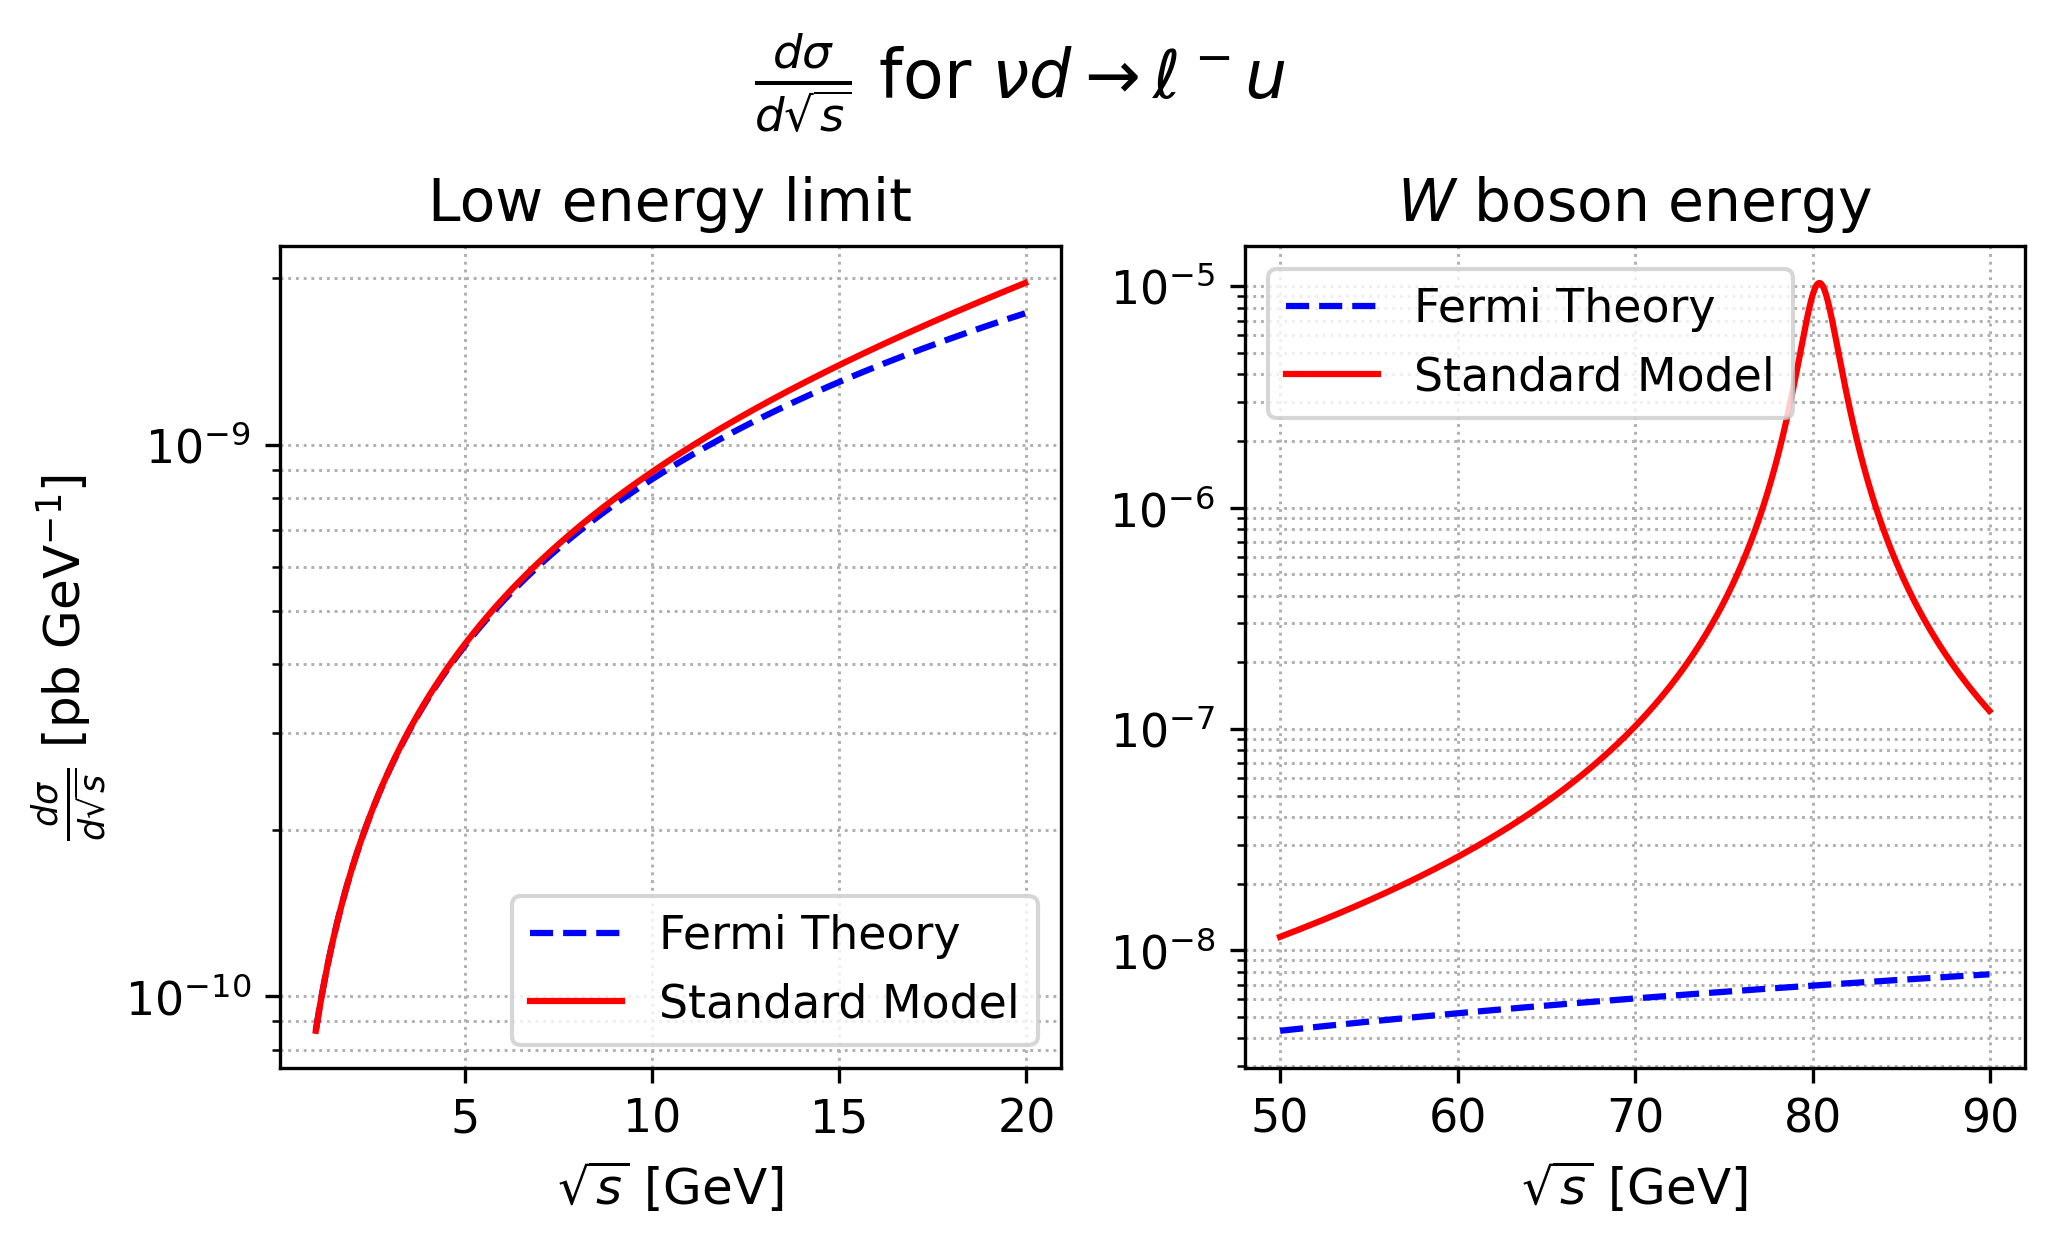 dσ/d√s for νd→ℓ⁻u
Low energy limit
dσ/d√s [pb GeV⁻¹]
10⁻⁹
10⁻¹⁰
Fermi Theory
Standard Model
5 10 15 20
√s [GeV]
W boson energy
10⁻⁵
10⁻⁶
10⁻⁷
10⁻⁸
Fermi Theory
Standard Model
50 60 70 80 90
√s [GeV]